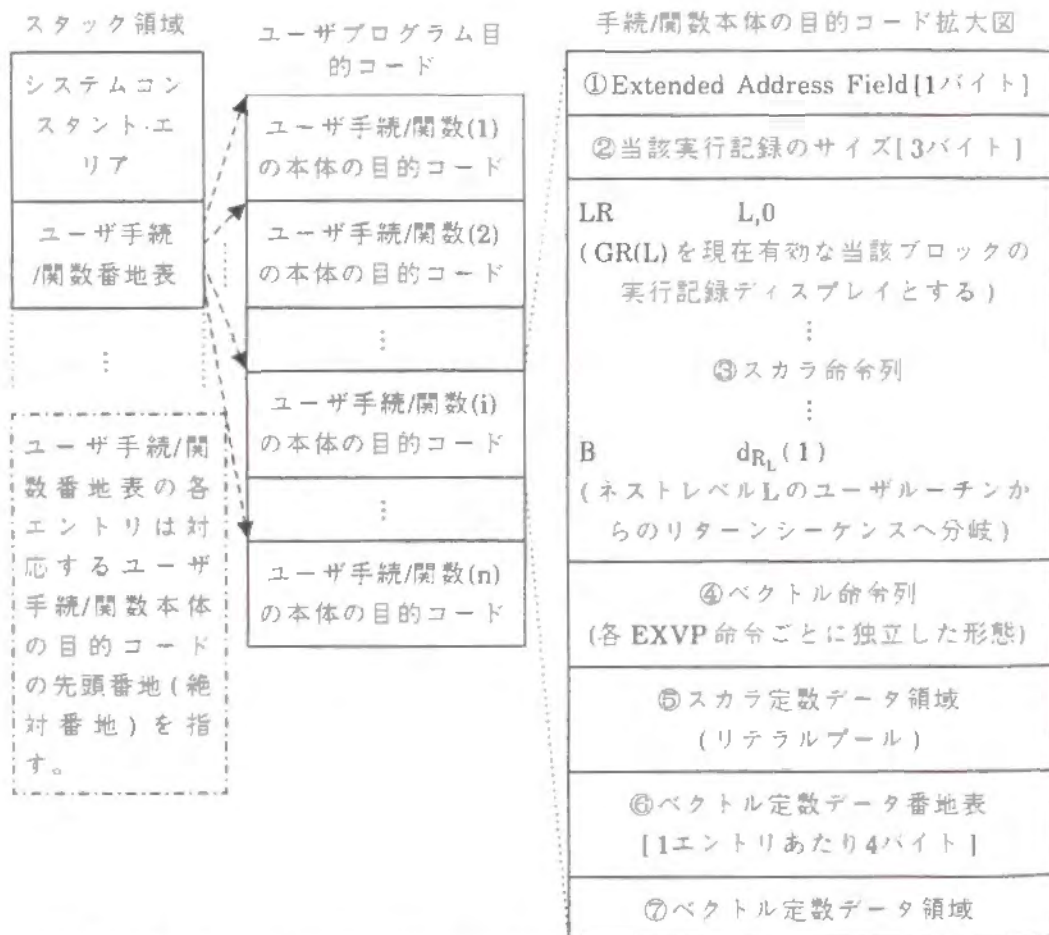 スタック領域
システムコン
スタント・エ
リア
ユーザ手続
/関数番地表
⋮
ユーザ手続/関
数番地表の各
エントリは対
応するユーザ
手続/関数本体
の目的コード
の先頭番地(絶
対番地)を指
す。
ユーザプログラム目
的コード
ユーザ手続/関数(1)
の本体の目的コード
ユーザ手続/関数(2)
の本体の目的コード
⋮
ユーザ手続/関数(i)
の本体の目的コード
⋮
ユーザ手続/関数(n)
の本体の目的コード
手続/関数本体の目的コード拡大図
①Extended Address Field[1バイト]
②当該実行記録のサイズ[3バイト]
LR L,0
(GR(L)を現在有効な当該ブロックの
実行記録ディスプレイとする)
⋮
③スカラ命令列
⋮
B dRL(1)
(ネストレベルLのユーザルーチンか
らのリターンシーケンスへ分岐)
④ベクトル命令列
(各EXVP命令ごとに独立した形態)
⑤スカラ定数データ領域
(リテラルプール)
⑥ベクトル定数データ番地表
[1エントリあたり4バイト]
⑦ベクトル定数データ領域